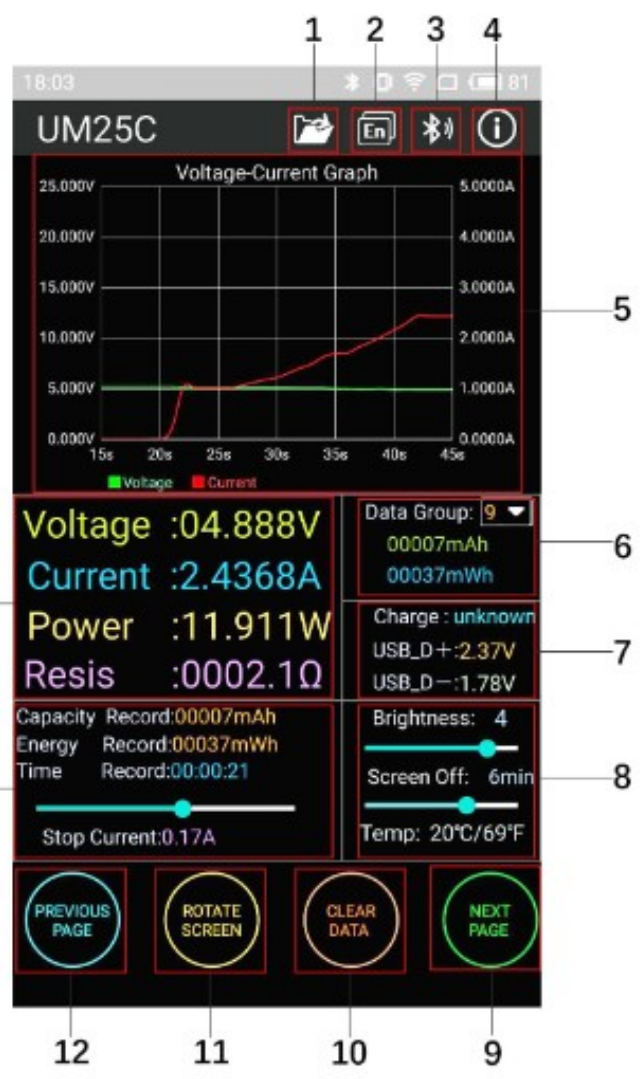 1 2 3 4
18:03 81
UM25C En
Voltage-Current Graph
25.000V 5.0000A
20.000V 4.0000A
15.000V 3.0000A
5
10.000V 2.0000A
5.000V 1.0000A
0.000V 0.0000A
15s 20s 25s 30s 35s 40s 45s
Voltage Current
Voltage :04.888V
Current :2.4368A
Power :11.911W
Resis :0002.1Ω
Data Group: 9
00007mAh
00037mWh
6
Charge : unknown
USB_D+:2.37V
USB_D−:1.78V
7
Capacity Record:00007mAh
Energy Record:00037mWh
Time Record:00:00:21
Stop Current:0.17A
Brightness: 4
Screen Off: 6min
Temp: 20℃/69℉
8
PREVIOUS
PAGE
ROTATE
SCREEN
CLEAR
DATA
NEXT
PAGE
12 11 10 9